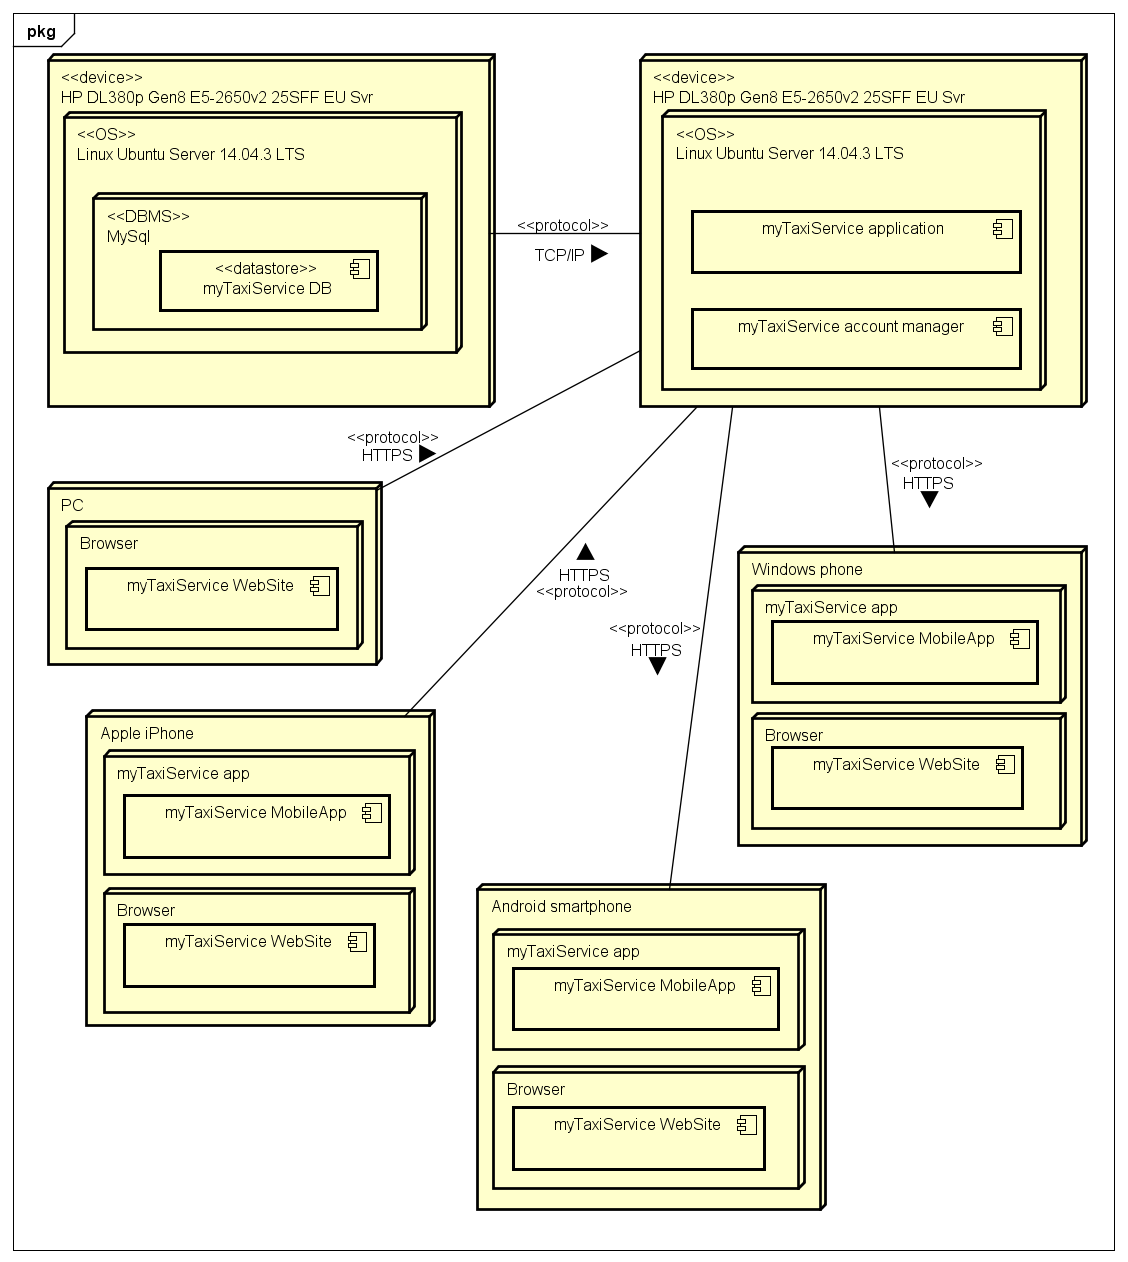 pkg
<<device>>
HP DL380p Gen8 E5-2650v2 25SFF EU Svr
<<OS>>
Linux Ubuntu Server 14.04.3 LTS
<<DBMS>>
MySql
<<datastore>>
myTaxiService DB
<<protocol>>
TCP/IP
<<device>>
HP DL380p Gen8 E5-2650v2 25SFF EU Svr
<<OS>>
Linux Ubuntu Server 14.04.3 LTS
myTaxiService application
myTaxiService account manager
<<protocol>>
HTTPS
<<protocol>>
HTTPS
PC
Browser
myTaxiService WebSite
HTTPS
<<protocol>>
<<protocol>>
HTTPS
Windows phone
myTaxiService app
myTaxiService MobileApp
Browser
myTaxiService WebSite
Apple iPhone
myTaxiService app
myTaxiService MobileApp
Browser
myTaxiService WebSite
Android smartphone
myTaxiService app
myTaxiService MobileApp
Browser
myTaxiService WebSite